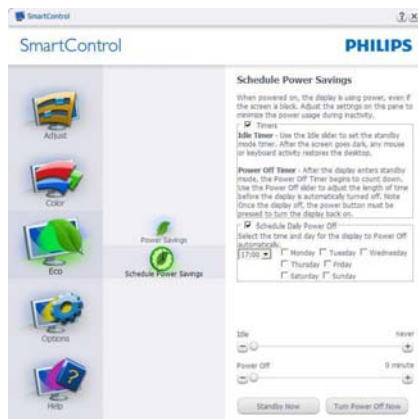 SmartControl
SmartControl
PHILIPS
Adjust
Color
Eco
Options
Help
Power Savings
Schedule Power Savings
Schedule Power Savings
When powered on, the display is using power, even if
the screen is black. Adjust the settings on this pane to
minimize the power usage during inactivity.
Timers
Idle Timer - Use the Idle slider to set the standby
mode timer. After the screen goes dark, any mouse
or keyboard activity restores the desktop.
Power Off Timer - After the display enters standby
mode, the Power Off Timer begins to count down.
Use the Power Off slider to adjust the length of time
before the display is automatically turned off. Note
Once the display off, the power button must be
pressed to turn the display back on.
Schedule Daily Power Off
Select the time and day for the display to Power Off
automatically.
17:00 Monday Tuesday Wednesday
Thursday Friday
Saturday Sunday
Idle never
Power Off 0 minute
Standby Now Turn Power Off Now